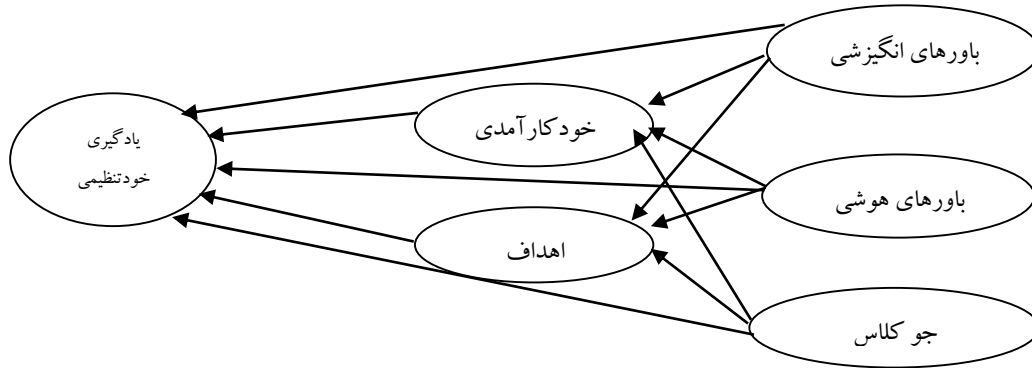 باورهای انگیزشی
خودکارآمدی
یادگیری
خودتنظیمی
باورهای هوشی
اهداف
جو کلاس